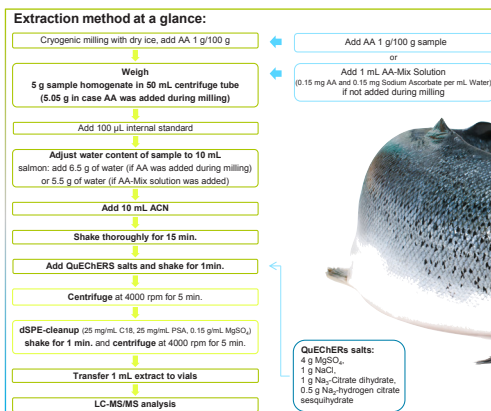 Extraction method at a glance:
Cryogenic milling with dry ice, add AA 1 g/100 g
Add AA 1 g/100 g sample
or
Add 1 mL AA-Mix Solution
(0.15 mg AA and 0.15 mg Sodium Ascorbate per mL Water)
if not added during milling
Weigh
5 g sample homogenate in 50 mL centrifuge tube
(5.05 g in case AA was added during milling)
Add 100 µL internal standard
Adjust water content of sample to 10 mL
salmon: add 6.5 g of water (if AA was added during milling)
or 5.5 g of water (if AA-Mix solution was added)
Add 10 mL ACN
Shake thoroughly for 15 min.
Add QuEChERS salts and shake for 1min.
Centrifuge at 4000 rpm for 5 min.
dSPE-cleanup (25 mg/mL C18, 25 mg/mL PSA, 0.15 g/mL MgSO₄)
shake for 1 min. and centrifuge at 4000 rpm for 5 min.
Transfer 1 mL extract to vials
LC-MS/MS analysis
QuEChERs salts:
4 g MgSO₄,
1 g NaCl,
1 g Na₃-Citrate dihydrate,
0.5 g Na₂-hydrogen citrate
sesquihydrate